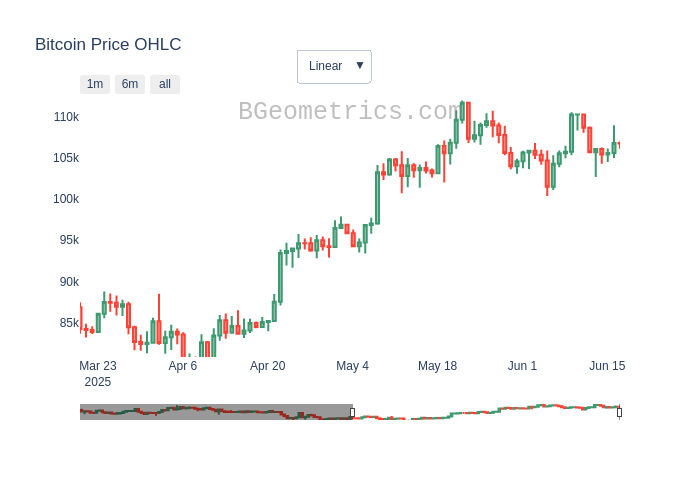 Bitcoin Price OHLC
Linear ▼
1m 6m all
BGeometrics.com
110k
105k
100k
95k
90k
85k
Mar 23 Apr 6 Apr 20 May 4 May 18 Jun 1 Jun 15
2025